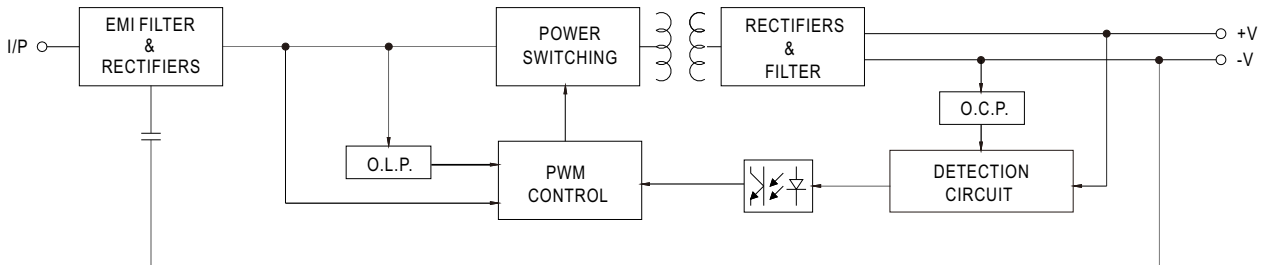 I/P
EMI FILTER
&
RECTIFIERS
POWER
SWITCHING
RECTIFIERS
&
FILTER
+V
-V
O.C.P.
O.L.P.
PWM
CONTROL
DETECTION
CIRCUIT